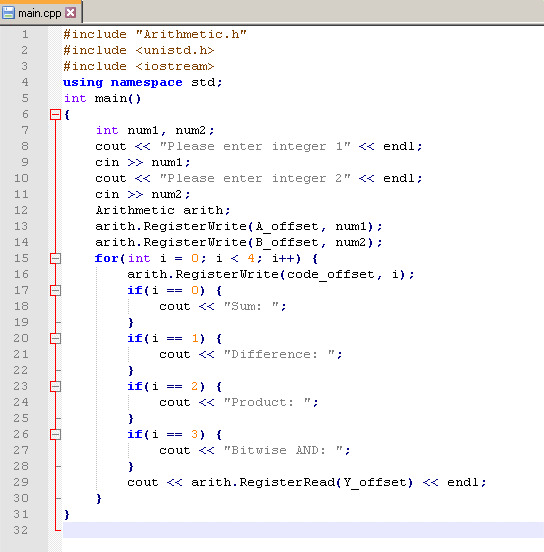 main.cpp
1 #include "Arithmetic.h"
2 #include <unistd.h>
3 #include <iostream>
4 using namespace std;
5 int main()
6 {
7     int num1, num2;
8     cout << "Please enter integer 1" << endl;
9     cin >> num1;
10     cout << "Please enter integer 2" << endl;
11     cin >> num2;
12     Arithmetic arith;
13     arith.RegisterWrite(A_offset, num1);
14     arith.RegisterWrite(B_offset, num2);
15     for(int i = 0; i < 4; i++) {
16         arith.RegisterWrite(code_offset, i);
17         if(i == 0) {
18             cout << "Sum: ";
19         }
20         if(i == 1) {
21             cout << "Difference: ";
22         }
23         if(i == 2) {
24             cout << "Product: ";
25         }
26         if(i == 3) {
27             cout << "Bitwise AND: ";
28         }
29         cout << arith.RegisterRead(Y_offset) << endl;
30     }
31 }
32